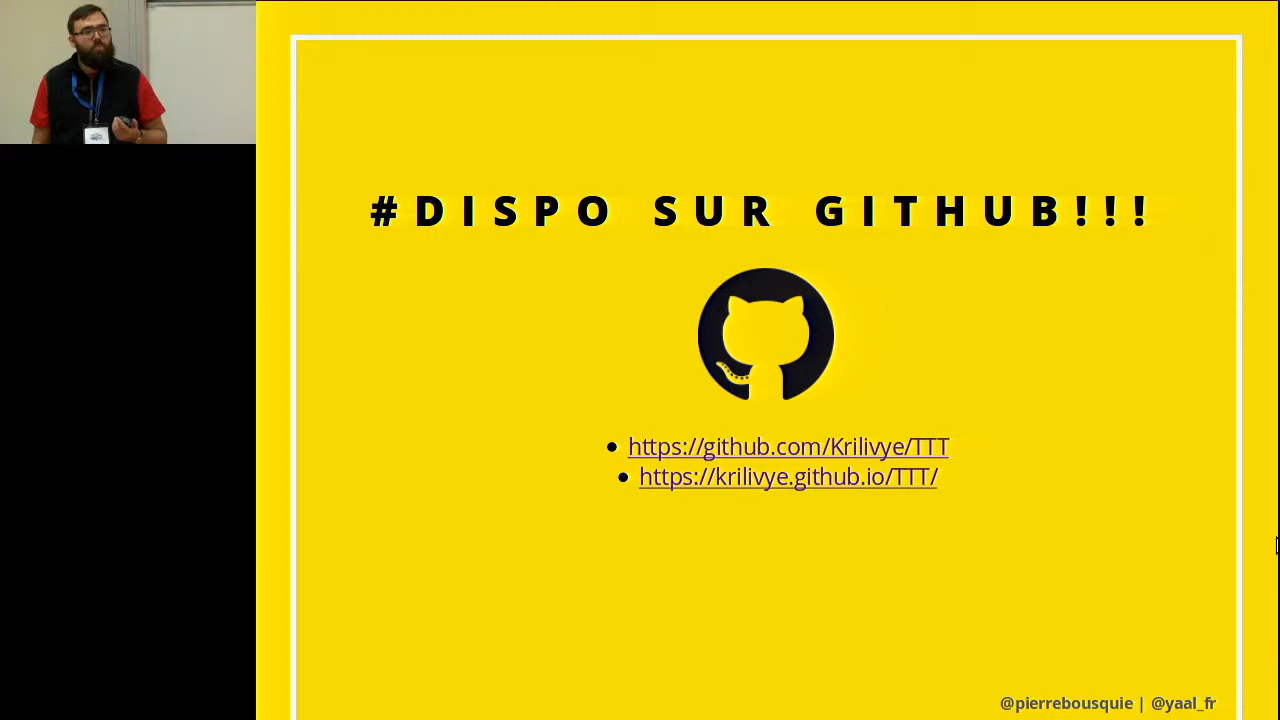 #DISPO SUR GITHUB!!!
https://github.com/Krilivye/TTT
https://krilivye.github.io/TTT/
@pierrebousquie | @yaal_fr